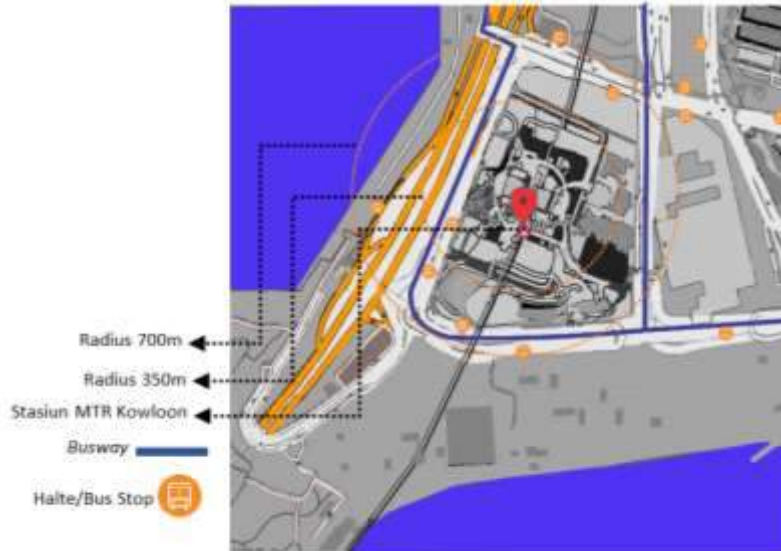 Radius 700m
Radius 350m
Stasiun MTR Kowloon
Busway
Halte/Bus Stop